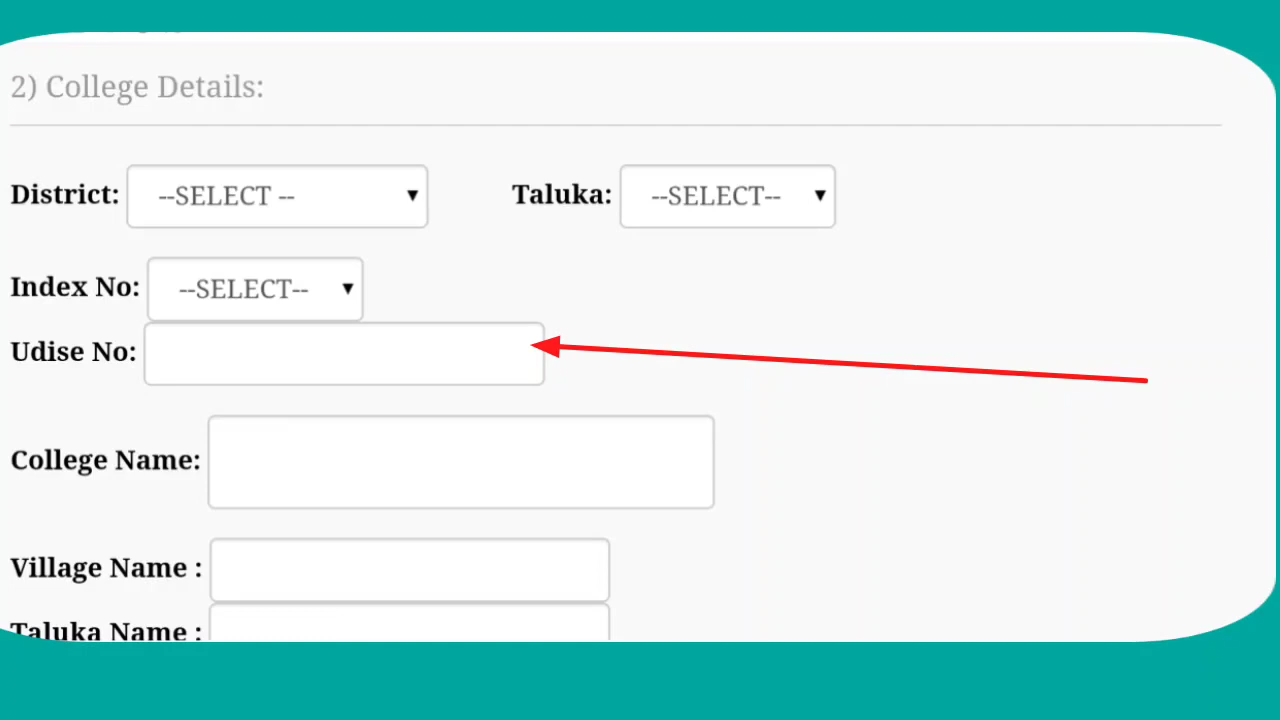 2) College Details:
District: --SELECT -- Taluka: --SELECT--
Index No: --SELECT--
Udise No:
College Name:
Village Name :
Taluka Name :